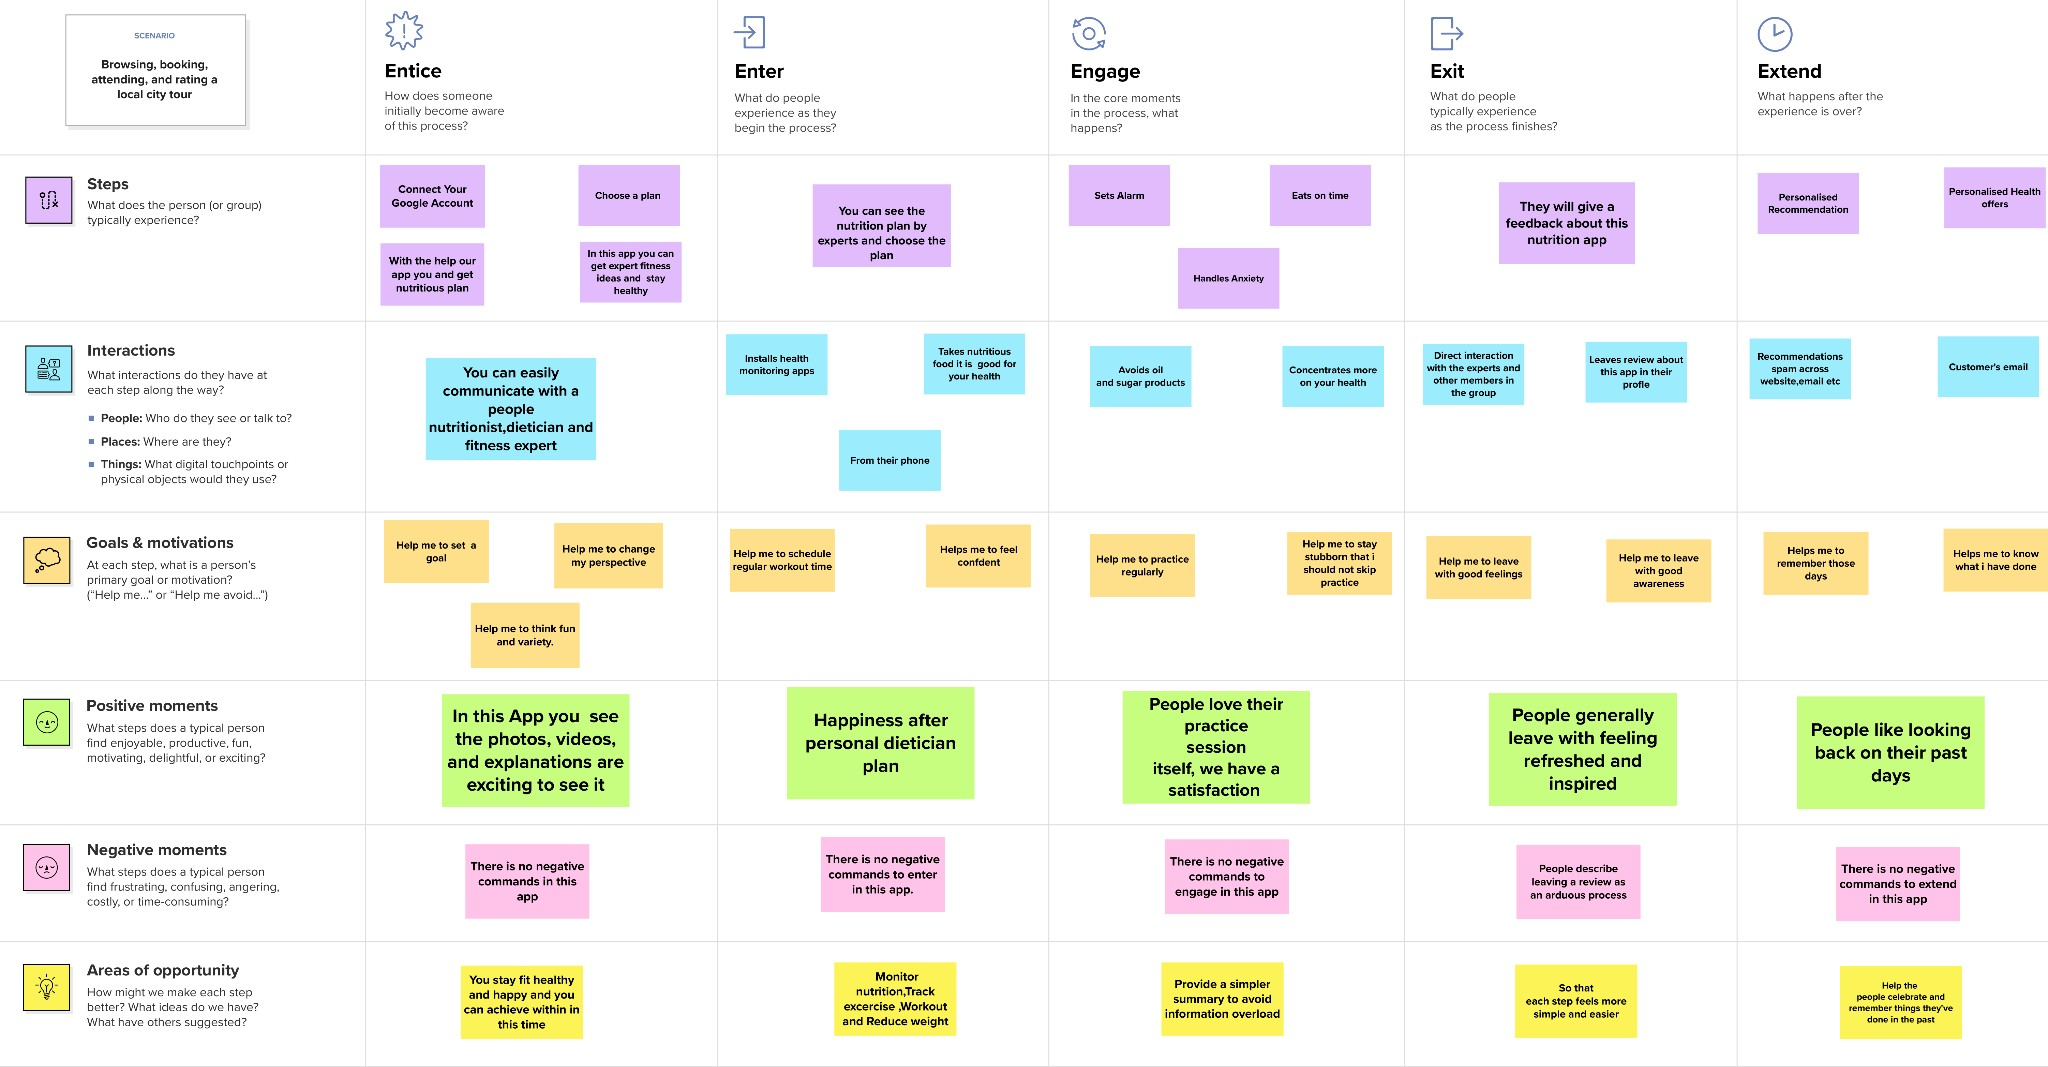 SCENARIO
Browsing, booking,
attending, and rating a
local city tour
Entice
How does someone
initially become aware
of this process?
Enter
What do people
experience as they
begin the process?
Engage
In the core moments
in the process, what
happens?
Exit
What do people
typically experience
as the process finishes?
Extend
What happens after the
experience is over?
Steps
What does the person (or group)
typically experience?
Connect Your
Google Account
Choose a plan
With the help our
app you and get
nutritious plan
In this app you can
get expert fitness
ideas and stay
healthy
You can see the
nutrition plan by
experts and choose the
plan
Sets Alarm
Eats on time
Handles Anxiety
They will give a
feedback about this
nutrition app
Personalised
Recommendation
Personalised Health
offers
Interactions
What interactions do they have at
each step along the way?
People: Who do they see or talk to?
Places: Where are they?
Things: What digital touchpoints or
physical objects would they use?
You can easily
communicate with a
people
nutritionist,dietician and
fitness expert
Installs health
monitoring apps
Takes nutritious
food it is good for
your health
From their phone
Avoids oil
and sugar products
Concentrates more
on your health
Direct interaction
with the experts and
other members in
the group
Leaves review about
this app in their
profle
Recommendations
spam across
website,email etc
Customer's email
Goals & motivations
At each step, what is a person's
primary goal or motivation?
("Help me..." or "Help me avoid...")
Help me to set a
goal
Help me to change
my perspective
Help me to think fun
and variety.
Help me to schedule
regular workout time
Helps me to feel
confdent
Help me to practice
regularly
Help me to stay
stubborn that i
should not skip
practice
Help me to leave
with good feelings
Help me to leave
with good
awareness
Helps me to
remember those
days
Helps me to know
what i have done
Positive moments
What steps does a typical person
find enjoyable, productive, fun,
motivating, delightful, or exciting?
In this App you see
the photos, videos,
and explanations are
exciting to see it
Happiness after
personal dietician
plan
People love their
practice
session
itself, we have a
satisfaction
People generally
leave with feeling
refreshed and
inspired
People like looking
back on their past
days
Negative moments
What steps does a typical person
find frustrating, confusing, angering,
costly, or time-consuming?
There is no negative
commands in this
app
There is no negative
commands to enter
in this app.
There is no negative
commands to
engage in this app
People describe
leaving a review as
an arduous process
There is no negative
commands to extend
in this app
Areas of opportunity
How might we make each step
better? What ideas do we have?
What have others suggested?
You stay fit healthy
and happy and you
can achieve within in
this time
Monitor
nutrition,Track
excercise ,Workout
and Reduce weight
Provide a simpler
summary to avoid
information overload
So that
each step feels more
simple and easier
Help the
people celebrate and
remember things they've
done in the past